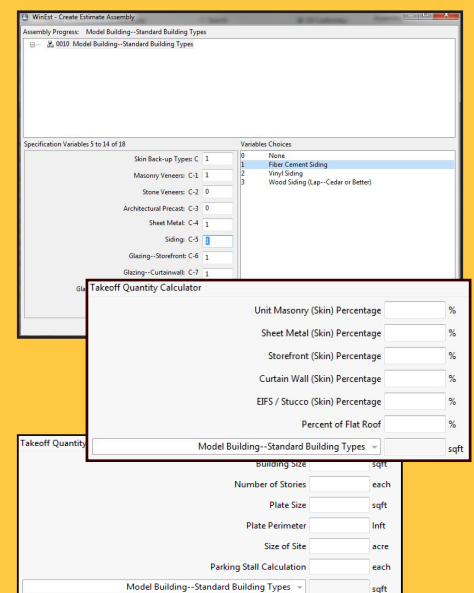 WinEst - Create Estimate Assembly
Assembly Progress: Model Building--Standard Building Types
0010 Model Building--Standard Building Types
Specification Variables 5 to 14 of 18
Variables Choices
Skin Back-up Types: C 1
Masonry Veneers: C-1 1
Stone Veneers: C-2 0
Architectural Precast: C-3 0
Sheet Metal: C-4 1
Siding: C-5 1
Glazing--Storefront: C-6 1
Glazing--Curtainwall: C-7 1
0 None
1 Fiber Cement Siding
2 Vinyl Siding
3 Wood Siding (Lap--Cedar or Better)
Takeoff Quantity Calculator
Unit Masonry (Skin) Percentage %
Sheet Metal (Skin) Percentage %
Storefront (Skin) Percentage %
Curtain Wall (Skin) Percentage %
EIFS / Stucco (Skin) Percentage %
Percent of Flat Roof %
Model Building--Standard Building Types sqft
Takeoff Quantity
Building Size sqft
Number of Stories each
Plate Size sqft
Plate Perimeter lnft
Size of Site acre
Parking Stall Calculation each
Model Building--Standard Building Types sqft